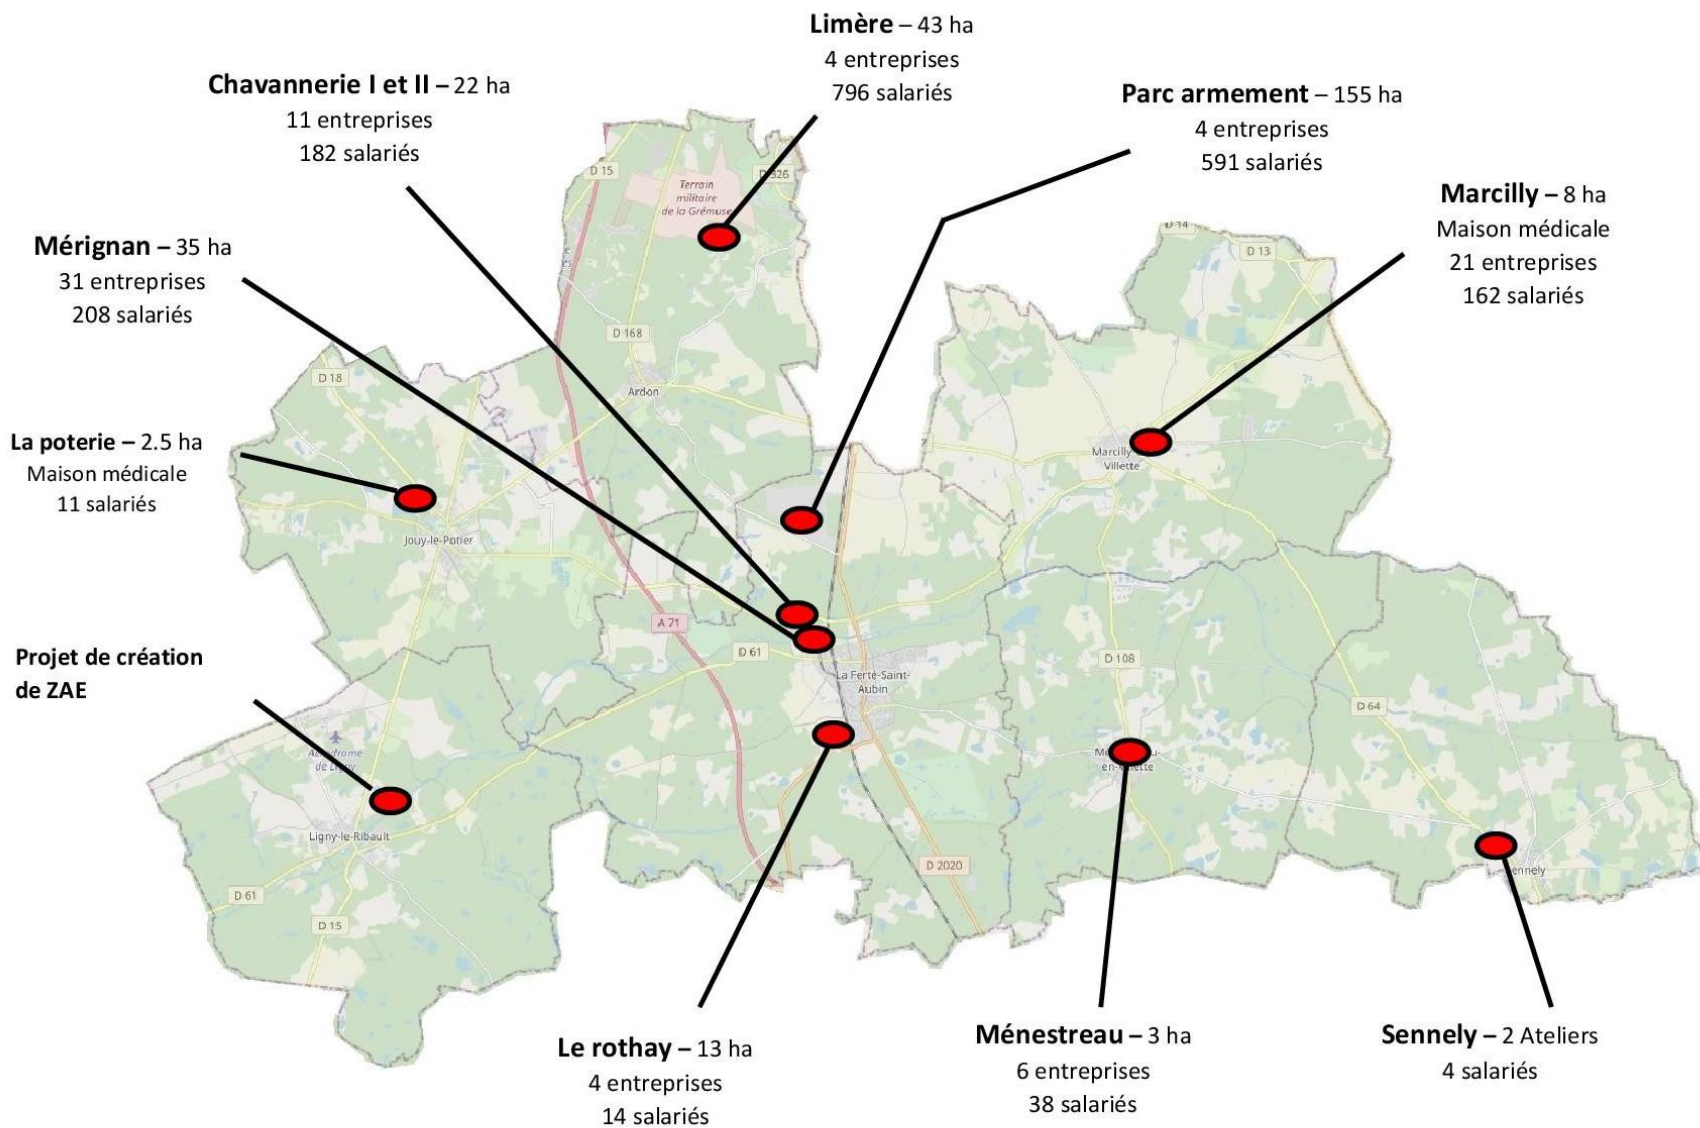 Limère – 43 ha
4 entreprises
796 salariés
Chavannerie I et II – 22 ha
11 entreprises
182 salariés
Parc armement – 155 ha
4 entreprises
591 salariés
Marcilly – 8 ha
Maison médicale
21 entreprises
162 salariés
Mérignan – 35 ha
31 entreprises
208 salariés
La poterie – 2.5 ha
Maison médicale
11 salariés
Projet de création
de ZAE
Le rothay – 13 ha
4 entreprises
14 salariés
Ménestreau – 3 ha
6 entreprises
38 salariés
Sennely – 2 Ateliers
4 salariés
D 15
Terrain
militaire
de la Grémuse
D 326
D 14
D 13
D 168
Ardon
D 18
Marcilly
Villette
Jouy-le-Potier
A 71
D 61
La Ferté-Saint-
Aubin
D 108
D 64
Aérodrome
de Ligny
Ligny-le-Ribault
D 61
D 15
D 2020